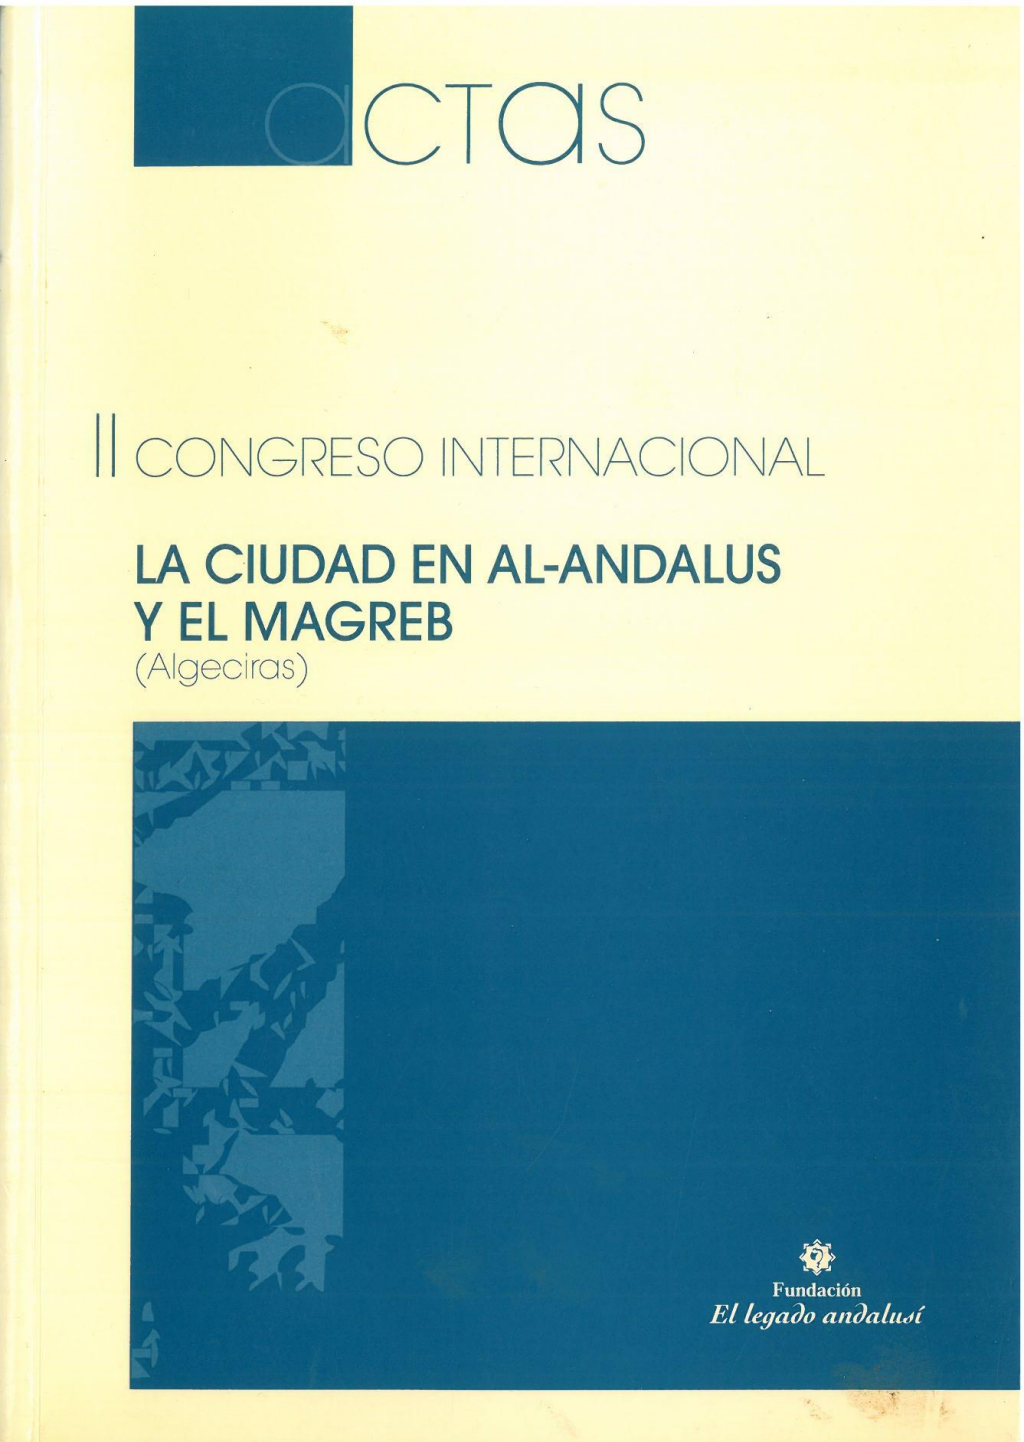 actas
II CONGRESO INTERNACIONAL
LA CIUDAD EN AL-ANDALUS
Y EL MAGREB
(Algeciras)
Fundación
El legado andalusí